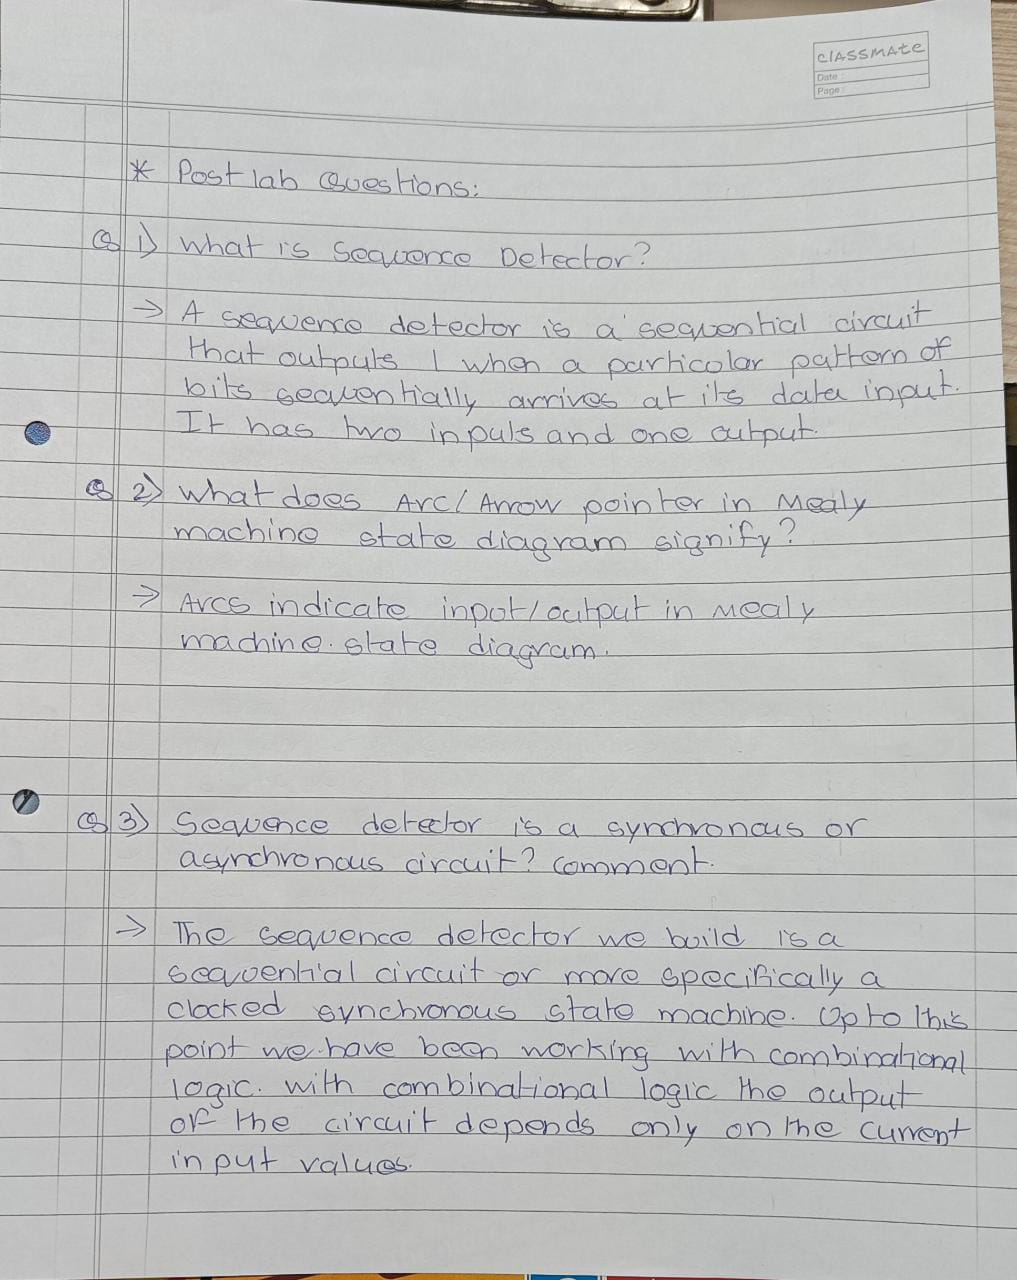 classmate
Date :
Page :
* Post lab Questions:
Q 1) What is Sequence Detector?
→ A sequence detector is a sequential circuit
that outputs 1 when a particular pattern of
bits sequentially arrives at its data input.
It has two inputs and one output.
Q 2) What does Arc/Arrow pointer in Mealy
machine state diagram signify?
→ Arcs indicate input/output in Mealy
machine. state diagram.
Q 3) Sequence detector is a synchronous or
asynchronous circuit? Comment.
→ The sequence detector we build is a
sequential circuit or more specifically a
clocked synchronous state machine. Up to this
point we have been working with combinational
logic. With combinational logic the output
of the circuit depends only on the current
input values.